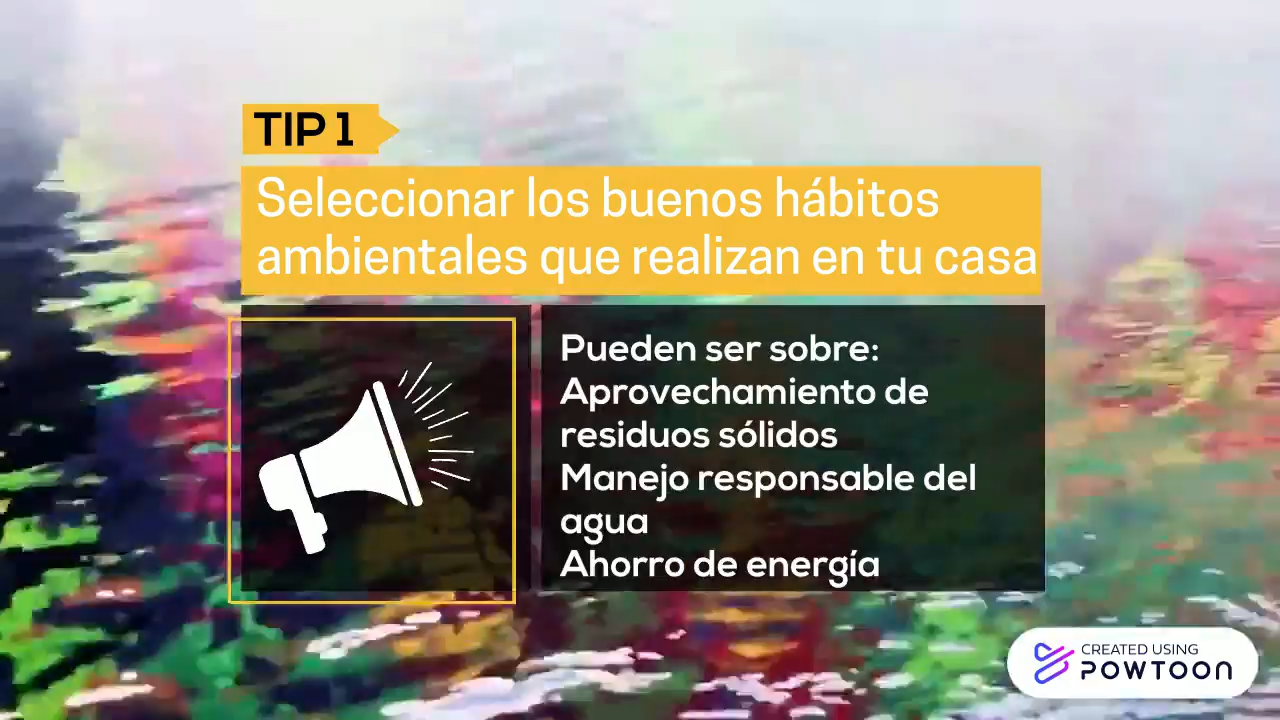 TIP 1
Seleccionar los buenos hábitos
ambientales que realizan en tu casa
Pueden ser sobre:
Aprovechamiento de
residuos sólidos
Manejo responsable del
agua
Ahorro de energía
CREATED USING
POWTOON